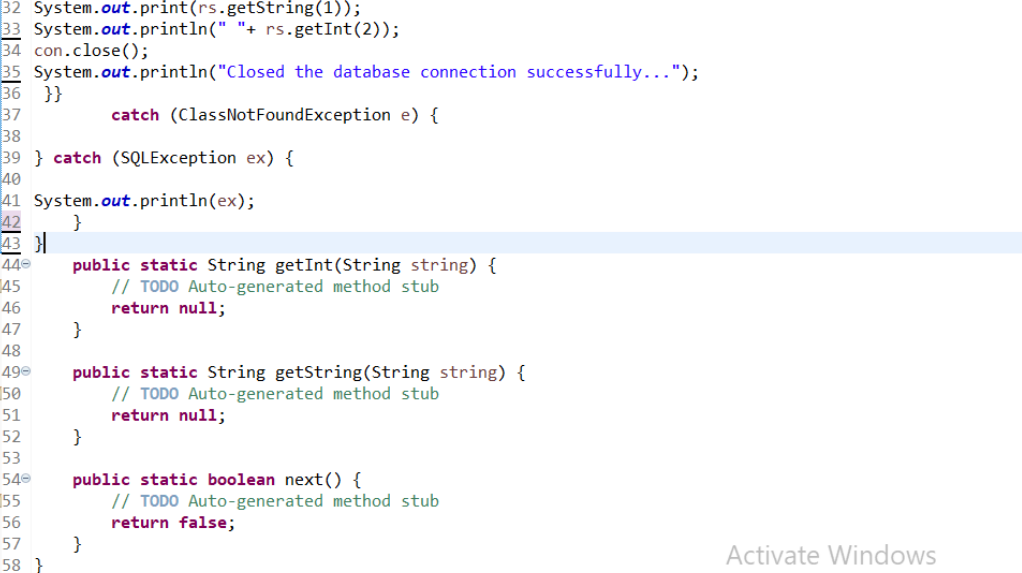 32 System.out.print(rs.getString(1));
33 System.out.println(" "+ rs.getInt(2));
34 con.close();
35 System.out.println("Closed the database connection successfully...");
36 }}
37 catch (ClassNotFoundException e) {
38
39 } catch (SQLException ex) {
40
41 System.out.println(ex);
42 }
43 }
44 public static String getInt(String string) {
45 // TODO Auto-generated method stub
46 return null;
47 }
48
49 public static String getString(String string) {
50 // TODO Auto-generated method stub
51 return null;
52 }
53
54 public static boolean next() {
55 // TODO Auto-generated method stub
56 return false;
57 }
58 }
Activate Windows